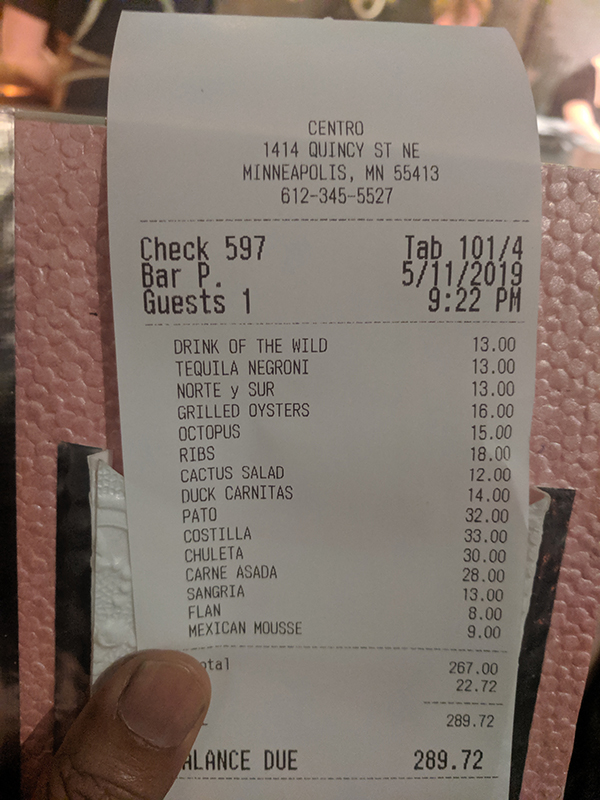 CENTRO
1414 QUINCY ST NE
MINNEAPOLIS, MN 55413
612-345-5527
Check 597 Tab 101/4
Bar P. 5/11/2019
Guests 1 9:22 PM
DRINK OF THE WILD 13.00
TEQUILA NEGRONI 13.00
NORTE y SUR 13.00
GRILLED OYSTERS 16.00
OCTOPUS 15.00
RIBS 18.00
CACTUS SALAD 12.00
DUCK CARNITAS 14.00
PATO 32.00
COSTILLA 33.00
CHULETA 30.00
CARNE ASADA 28.00
SANGRIA 13.00
FLAN 8.00
MEXICAN MOUSSE 9.00
otal 267.00
22.72
289.72
ALANCE DUE 289.72